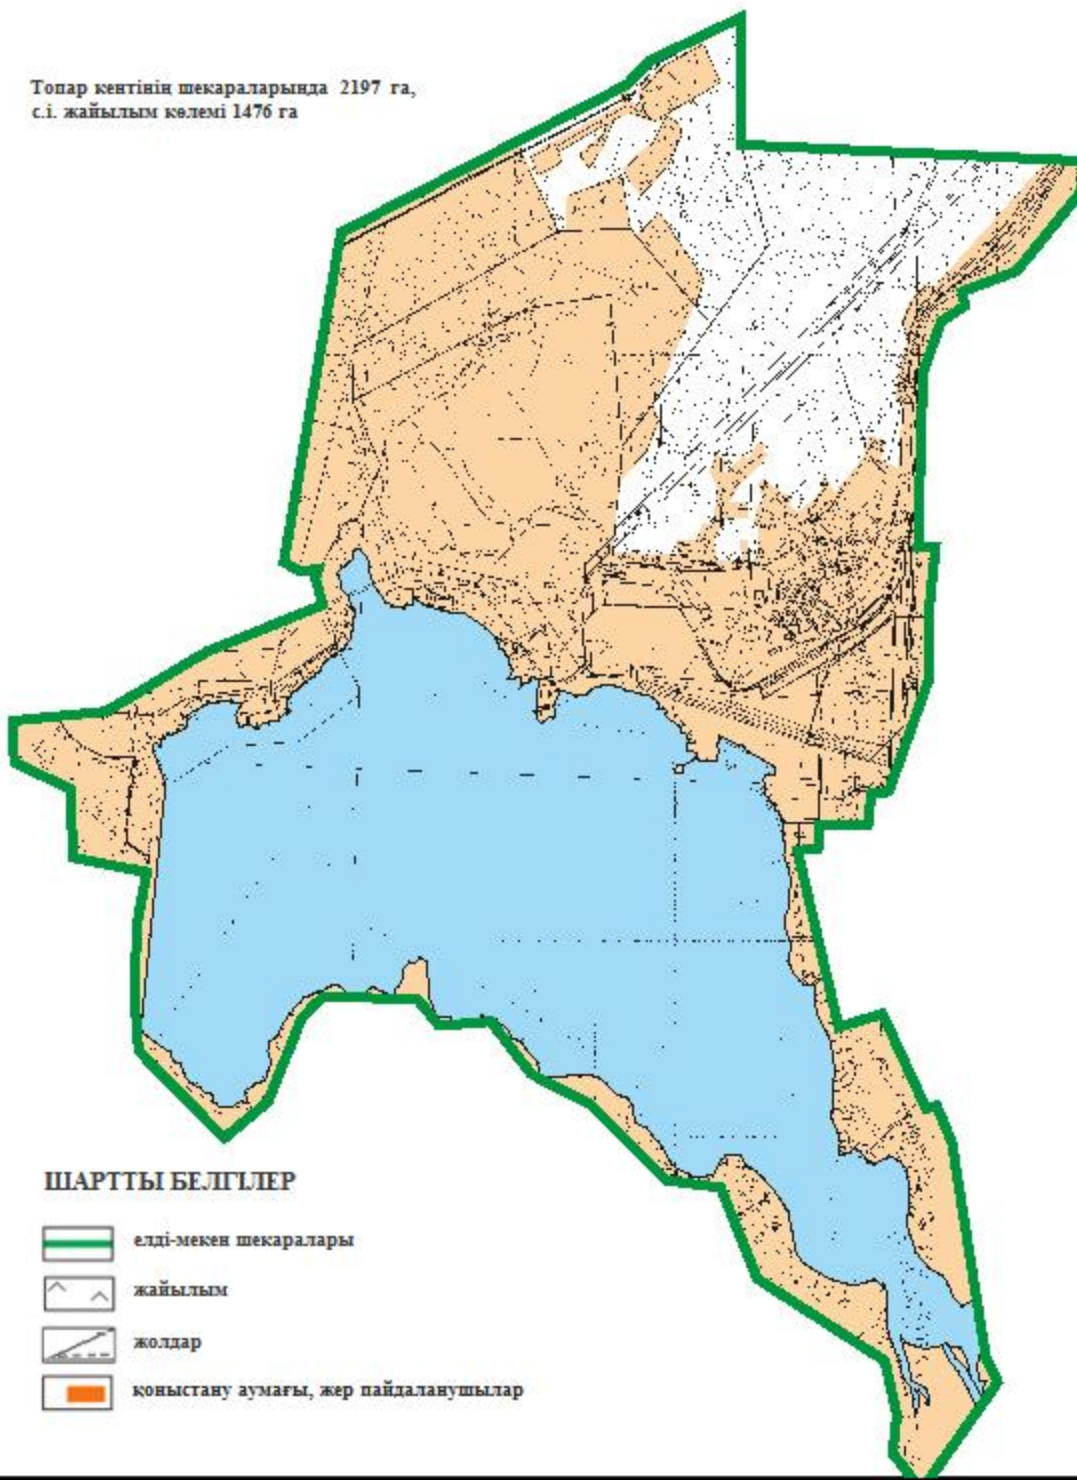 Топар кентінің шекараларында 2197 га,
с.і. жайылым көлемі 1476 га
ШАРТТЫ БЕЛГІЛЕР
елді-мекен шекаралары
жайылым
жолдар
қоныстану аумағы, жер пайдаланушылар